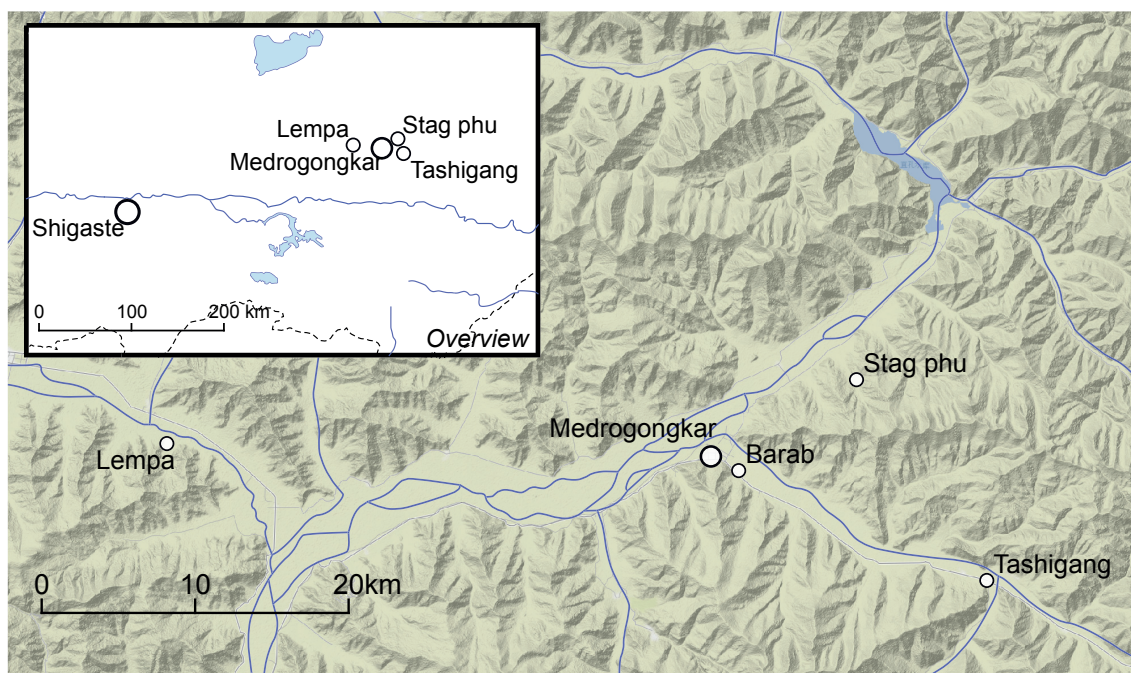 Lempa
Stag phu
Medrogongkar
Tashigang
Shigaste
0 100 200 km
Overview
Stag phu
Medrogongkar
Barab
Lempa
Tashigang
0 10 20km